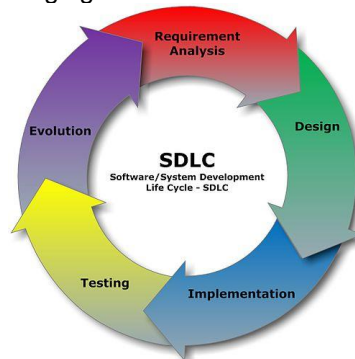 Requirement
Analysis
Design
Evolution
SDLC
Software/System Development
Life Cycle - SDLC
Testing
Implementation